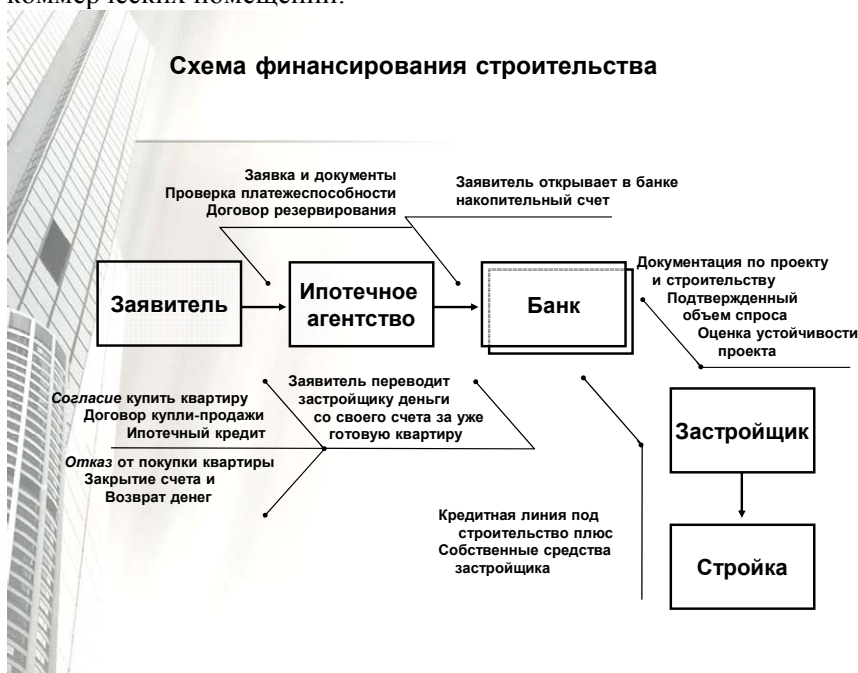 коммерческих помещений.
Схема финансирования строительства
Заявка и документы
Проверка платежеспособности
Договор резервирования
Заявитель открывает в банке
накопительный счет
Документация по проекту
и строительству
Подтвержденный
объем спроса
Оценка устойчивости
проекта
Заявитель
Ипотечное
агентство
Банк
Согласие купить квартиру
Договор купли-продажи
Ипотечный кредит
Заявитель переводит
застройщику деньги
со своего счета за уже
готовую квартиру
Отказ от покупки квартиры
Закрытие счета и
Возврат денег
Застройщик
Кредитная линия под
строительство плюс
Собственные средства
застройщика
Стройка